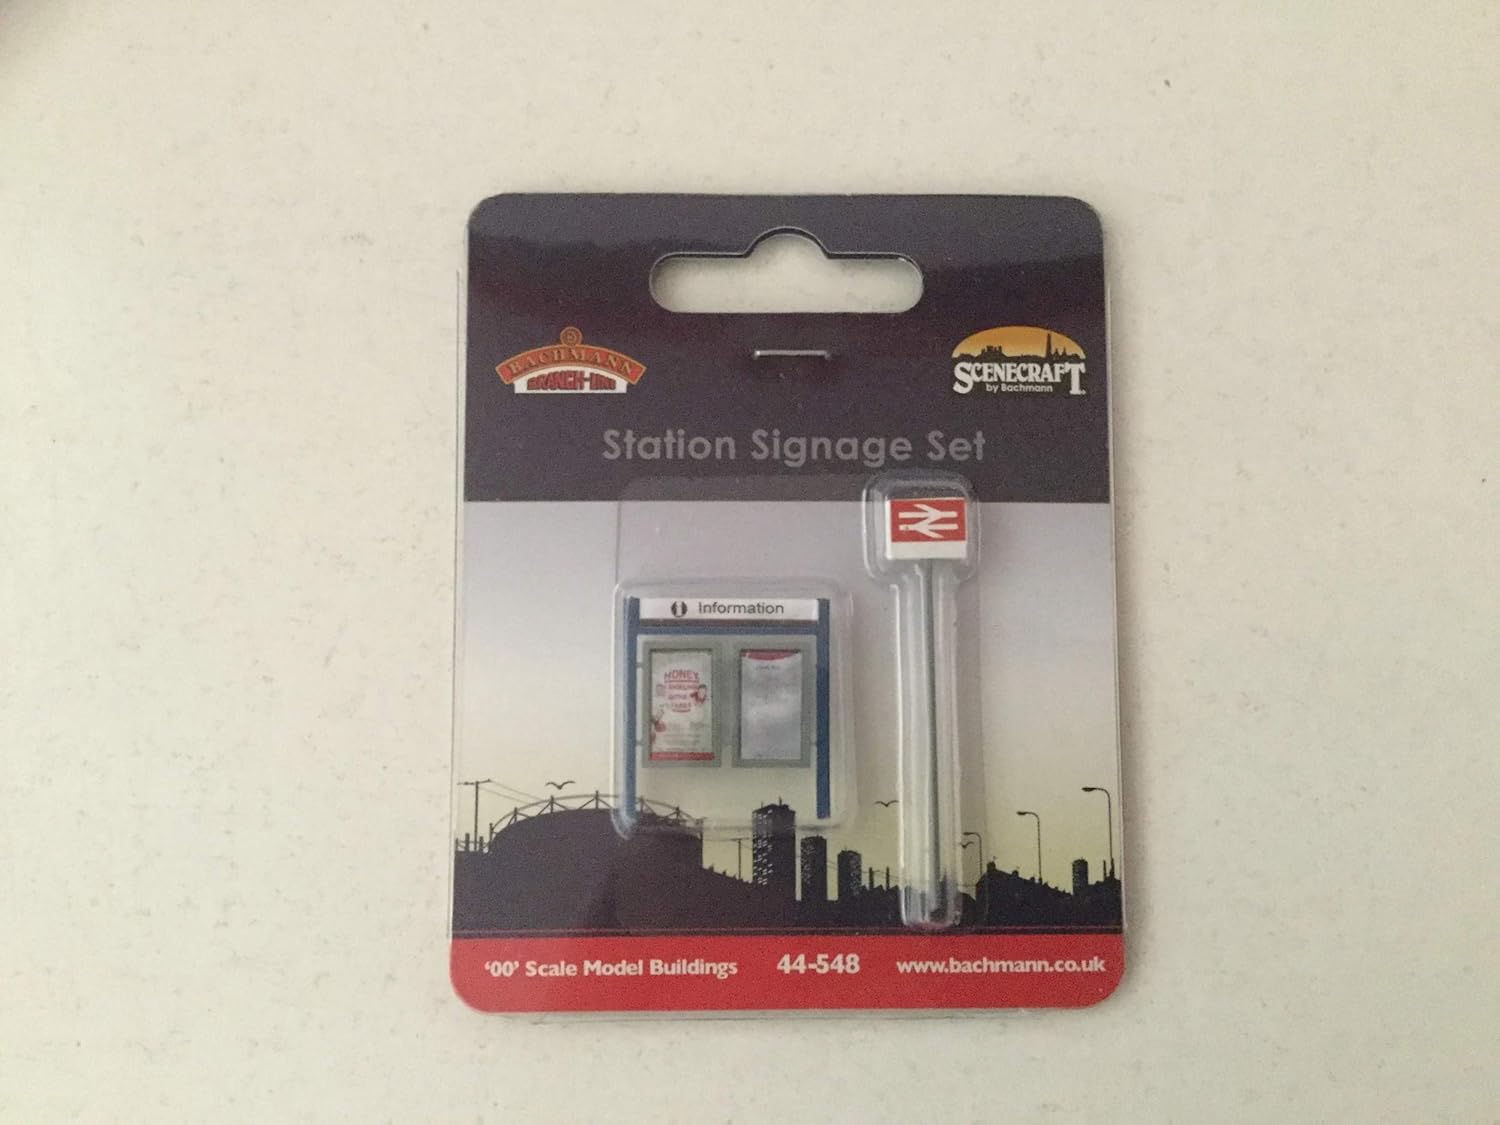 BACHMANN
BRANCH-LINE
SCENECRAFT
by Bachmann
Station Signage Set
i Information
HONEY
'00' Scale Model Buildings 44-548 www.bachmann.co.uk